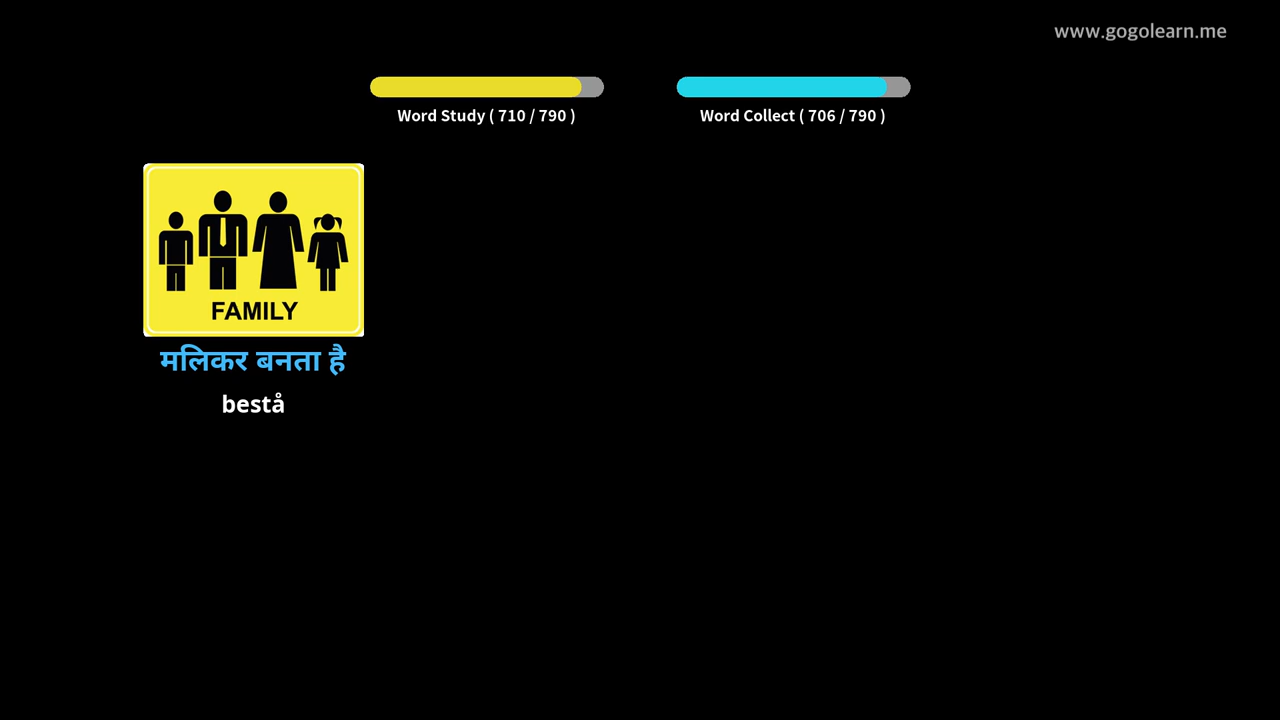 www.gogolearn.me
Word Study ( 710 / 790 )
Word Collect ( 706 / 790 )
FAMILY
मलिकर बनता है
bestå